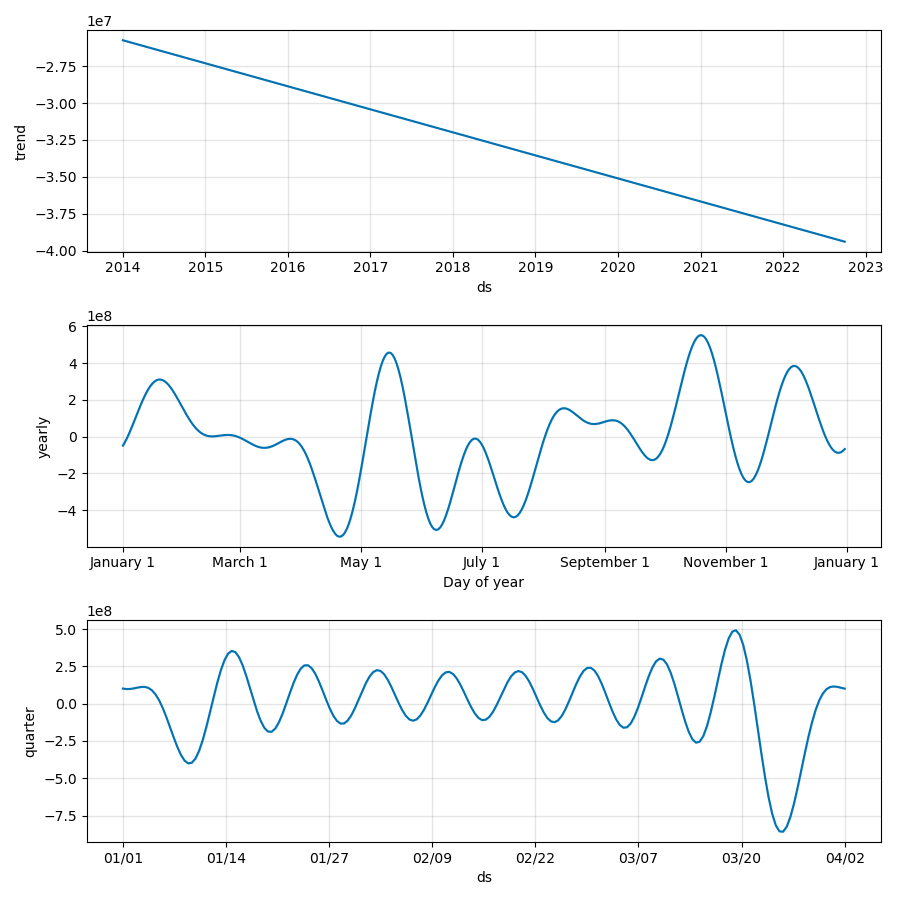 1e7
−2.75
−3.00
−3.25
−3.50
−3.75
−4.00
trend
2014 2015 2016 2017 2018 2019 2020 2021 2022 2023
ds
1e8
6
4
2
0
−2
−4
yearly
January 1 March 1 May 1 July 1 September 1 November 1 January 1
Day of year
1e8
5.0
2.5
0.0
−2.5
−5.0
−7.5
quarter
01/01 01/14 01/27 02/09 02/22 03/07 03/20 04/02
ds